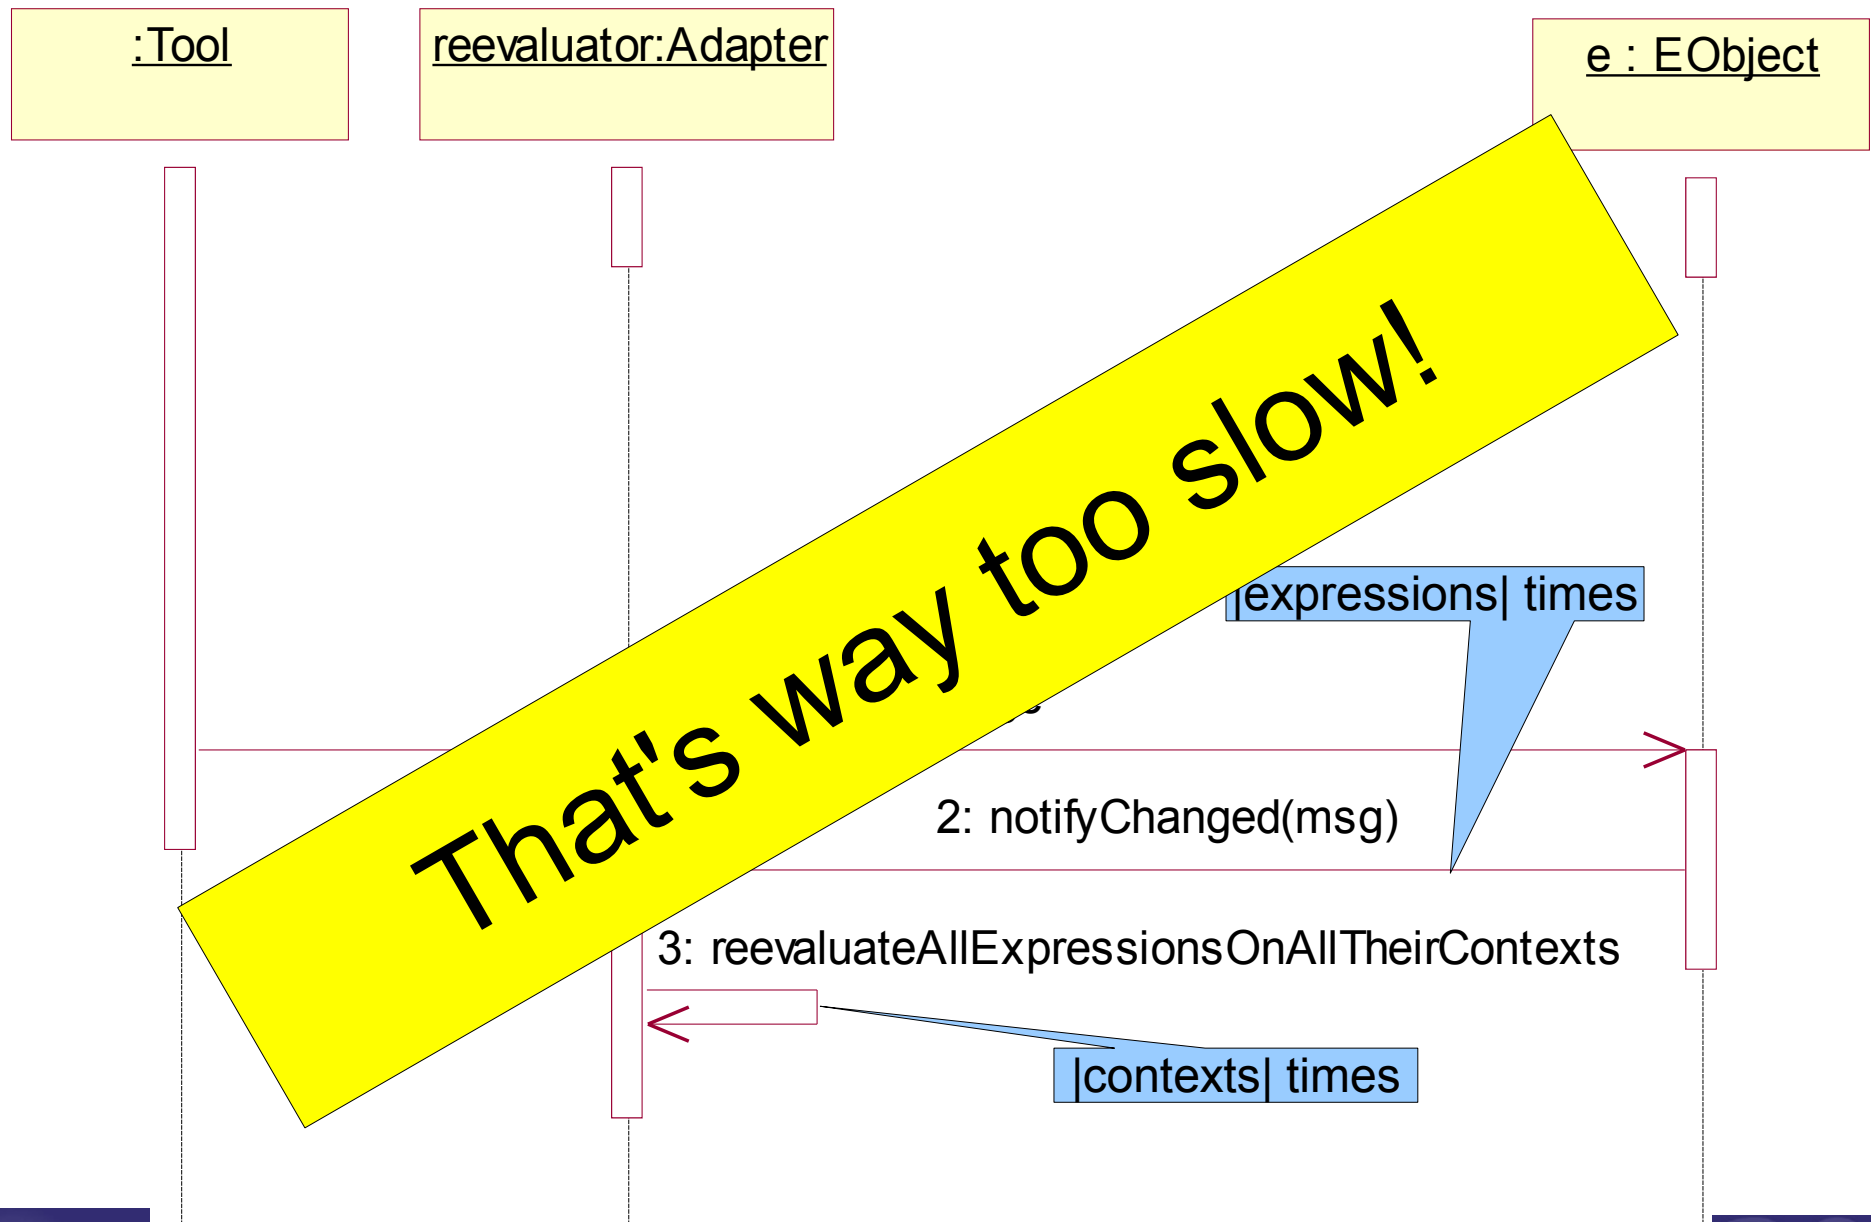 :Tool
reevaluator:Adapter
e : EObject
That's way too slow!
|expressions| times
2: notifyChanged(msg)
3: reevaluateAllExpressionsOnAllTheirContexts
|contexts| times